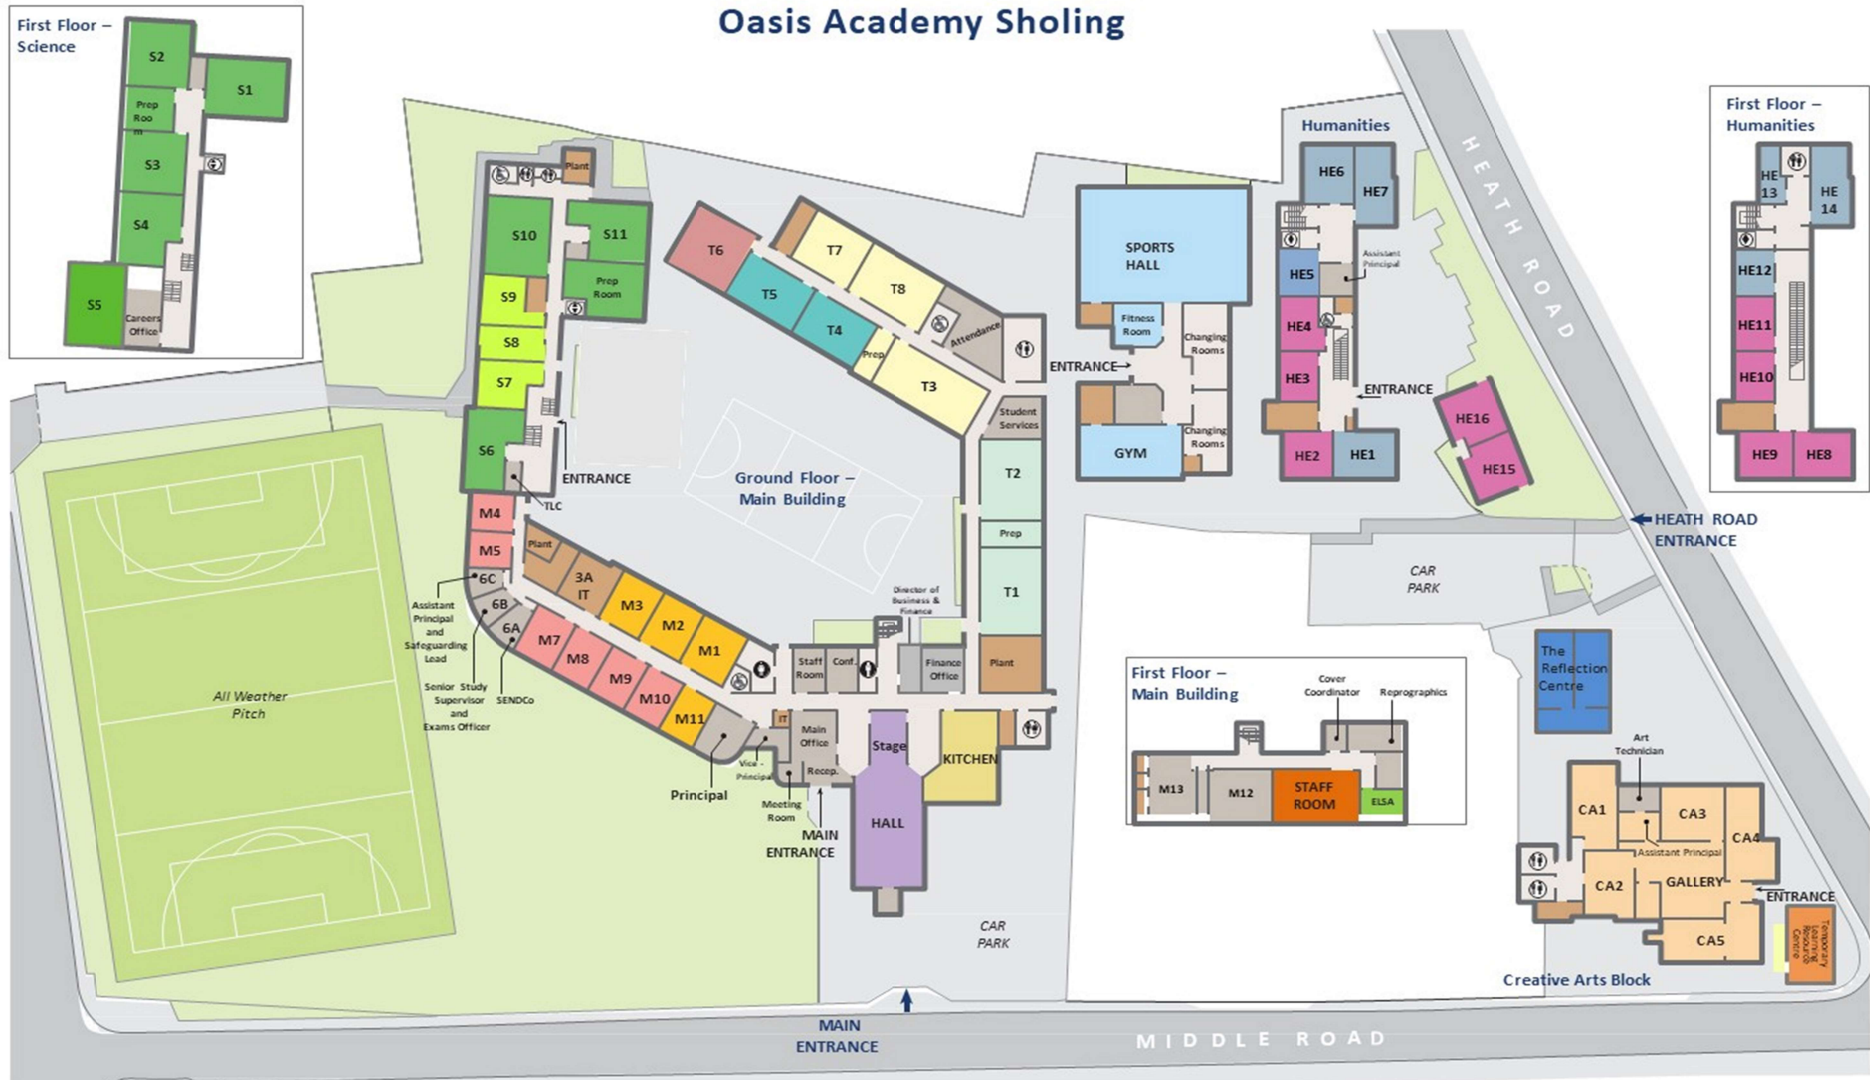 Oasis Academy Sholing
First Floor –
Science
S2
S1
Prep
Roo
m
S3
S4
S5
Careers
Office
Plant
S10
S11
Prep
Room
S9
S8
S7
S6
ENTRANCE
TLC
M4
M5
6C
6B
6A
Assistant
Principal
and
Safeguarding
Lead
Senior Study
Supervisor
and
Exams Officer
SENDCo
Plant
3A
IT
M3
M2
M1
M7
M8
M9
M10
M11
Principal
Vice -
Principal
IT
Main
Office
Recep.
Meeting
Room
MAIN
ENTRANCE
Staff
Room
Conf.
Director of
Business &
Finance
Finance
Office
Plant
Stage
HALL
KITCHEN
T6
T7
T8
T5
T4
Prep
T3
Attendance
Student
Services
T2
Prep
T1
Ground Floor –
Main Building
All Weather
Pitch
SPORTS
HALL
Fitness
Room
Changing
Rooms
ENTRANCE
GYM
Changing
Rooms
Humanities
HE6
HE7
Assistant
Principal
HE5
HE4
HE3
ENTRANCE
HE2
HE1
HE16
HE15
First Floor –
Humanities
HE
13
HE
14
HE12
HE11
HE10
HE9
HE8
HEATH ROAD
HEATH ROAD
ENTRANCE
CAR
PARK
The
Reflection
Centre
First Floor –
Main Building
Cover
Coordinator
Reprographics
M13
M12
STAFF
ROOM
ELSA
Art
Technician
CA1
CA3
CA4
Assistant Principal
CA2
GALLERY
ENTRANCE
CA5
Temporary
Learning
Resource
Centre
Creative Arts Block
CAR
PARK
MAIN
ENTRANCE
MIDDLE ROAD